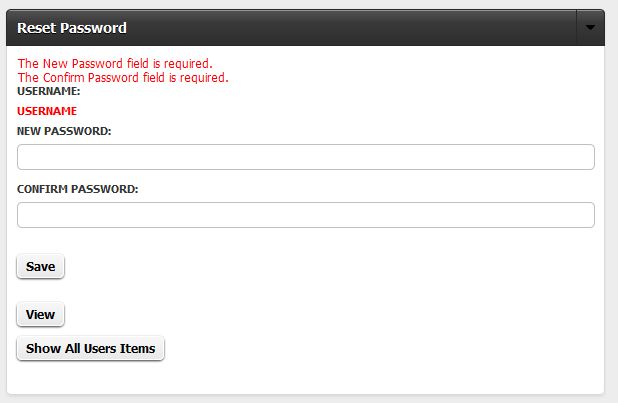 Reset Password
The New Password field is required.
The Confirm Password field is required.
USERNAME:
USERNAME
NEW PASSWORD:
CONFIRM PASSWORD:
Save
View
Show All Users Items